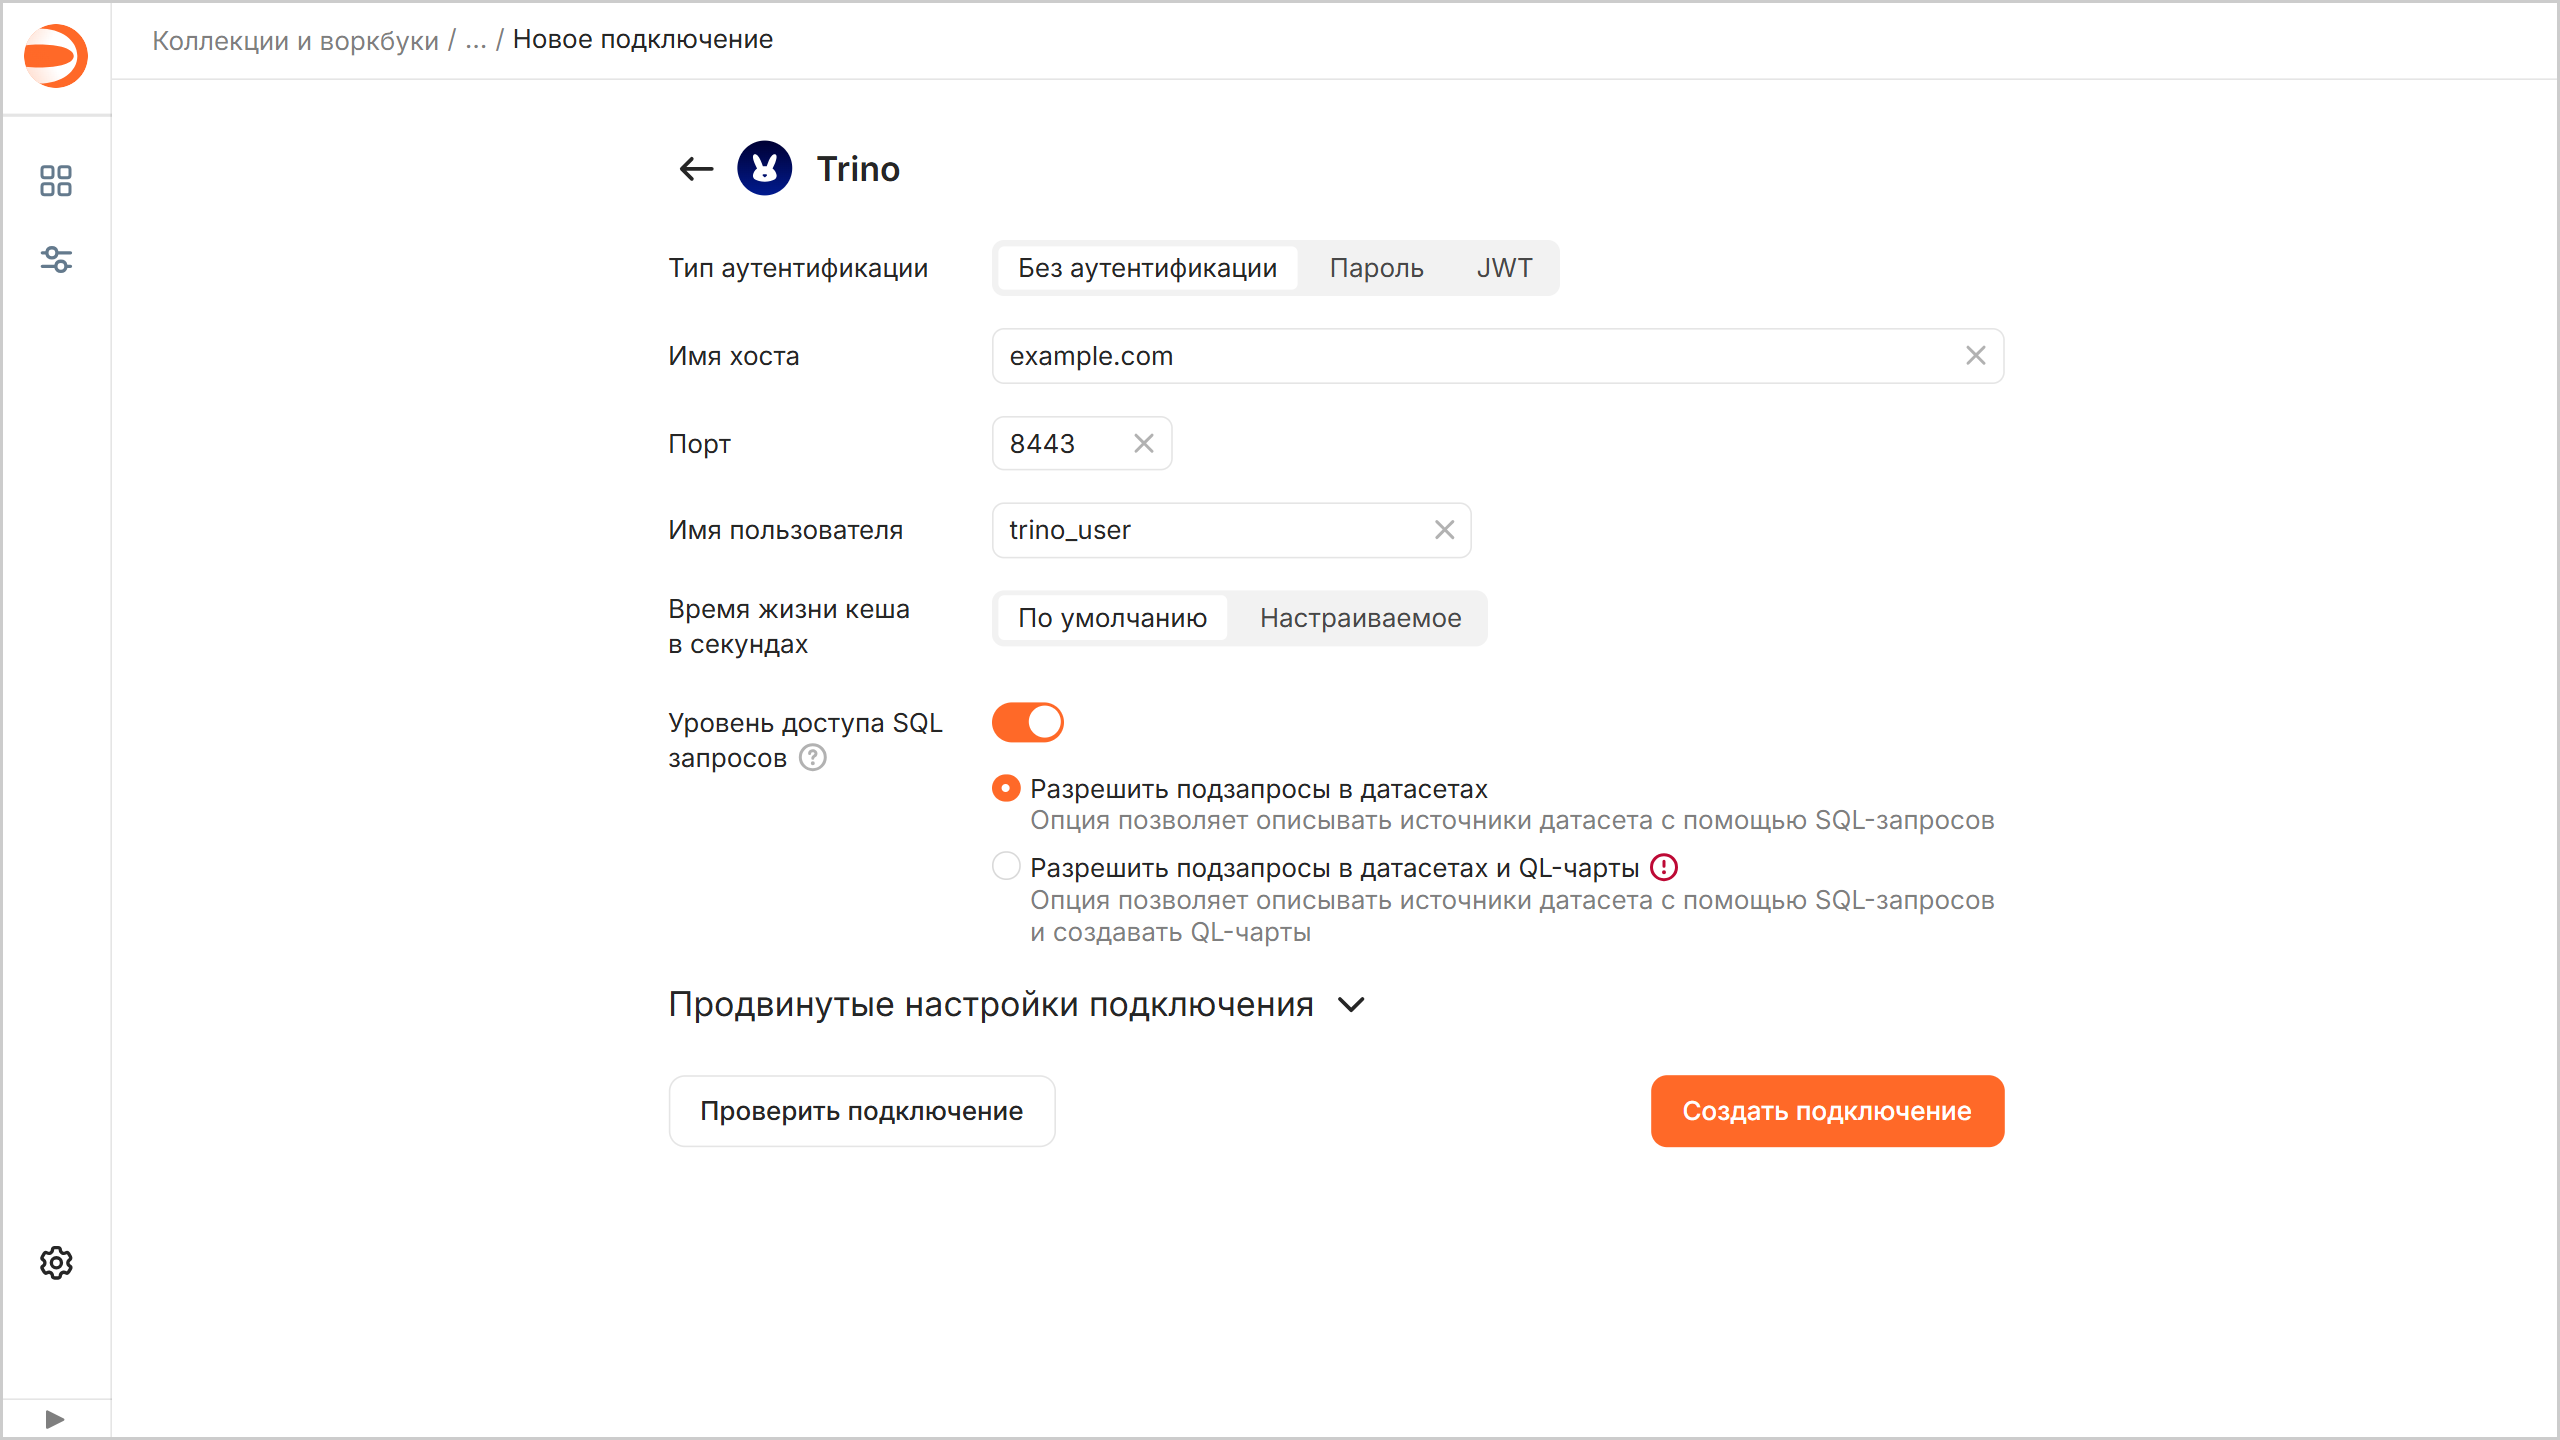 Коллекции и воркбуки / ... / Новое подключение
Trino
Тип аутентификации
Без аутентификации Пароль JWT
Имя хоста
example.com
Порт
8443
Имя пользователя
trino_user
Время жизни кеша
в секундах
По умолчанию Настраиваемое
Уровень доступа SQL
запросов
Разрешить подзапросы в датасетах
Опция позволяет описывать источники датасета с помощью SQL-запросов
Разрешить подзапросы в датасетах и QL-чарты
Опция позволяет описывать источники датасета с помощью SQL-запросов
и создавать QL-чарты
Продвинутые настройки подключения
Проверить подключение
Создать подключение